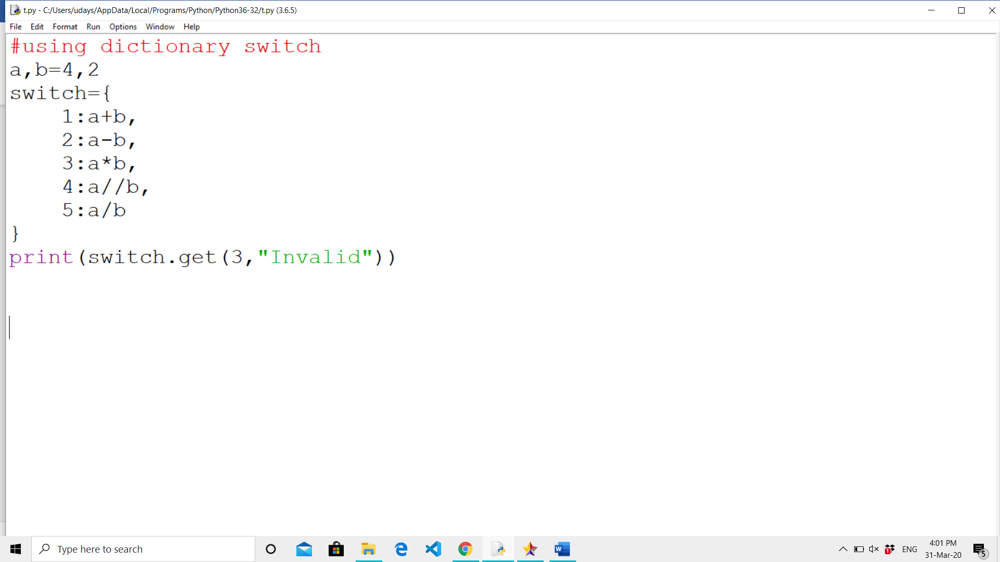 t.py - C:/Users/udays/AppData/Local/Programs/Python/Python36-32/t.py (3.6.5)
File Edit Format Run Options Window Help
#using dictionary switch
a,b=4,2
switch={
     1:a+b,
     2:a-b,
     3:a*b,
     4:a//b,
     5:a/b
}
print(switch.get(3,"Invalid"))
Type here to search
ENG
4:01 PM
31-Mar-20
1
5
W